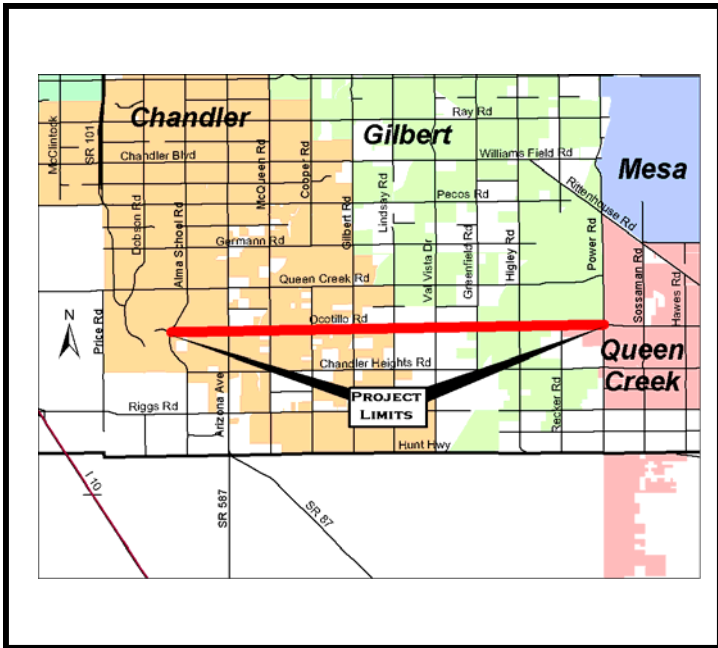 Chandler
Gilbert
Mesa
Queen
Creek
Ray Rd
Chandler Blvd
Williams Field Rd
Pecos Rd
Rittenhouse Rd
Germann Rd
Queen Creek Rd
Ocotillo Rd
Chandler Heights Rd
Riggs Rd
Hunt Hwy
McClintock
SR 101
Price Rd
Dobson Rd
Alma School Rd
Arizona Ave
McQueen Rd
Cooper Rd
Gilbert Rd
Lindsay Rd
Val Vista Dr
Greenfield Rd
Higley Rd
Recker Rd
Power Rd
Sossaman Rd
Hawes Rd
N
PROJECT
LIMITS
I 10
SR 587
SR 87